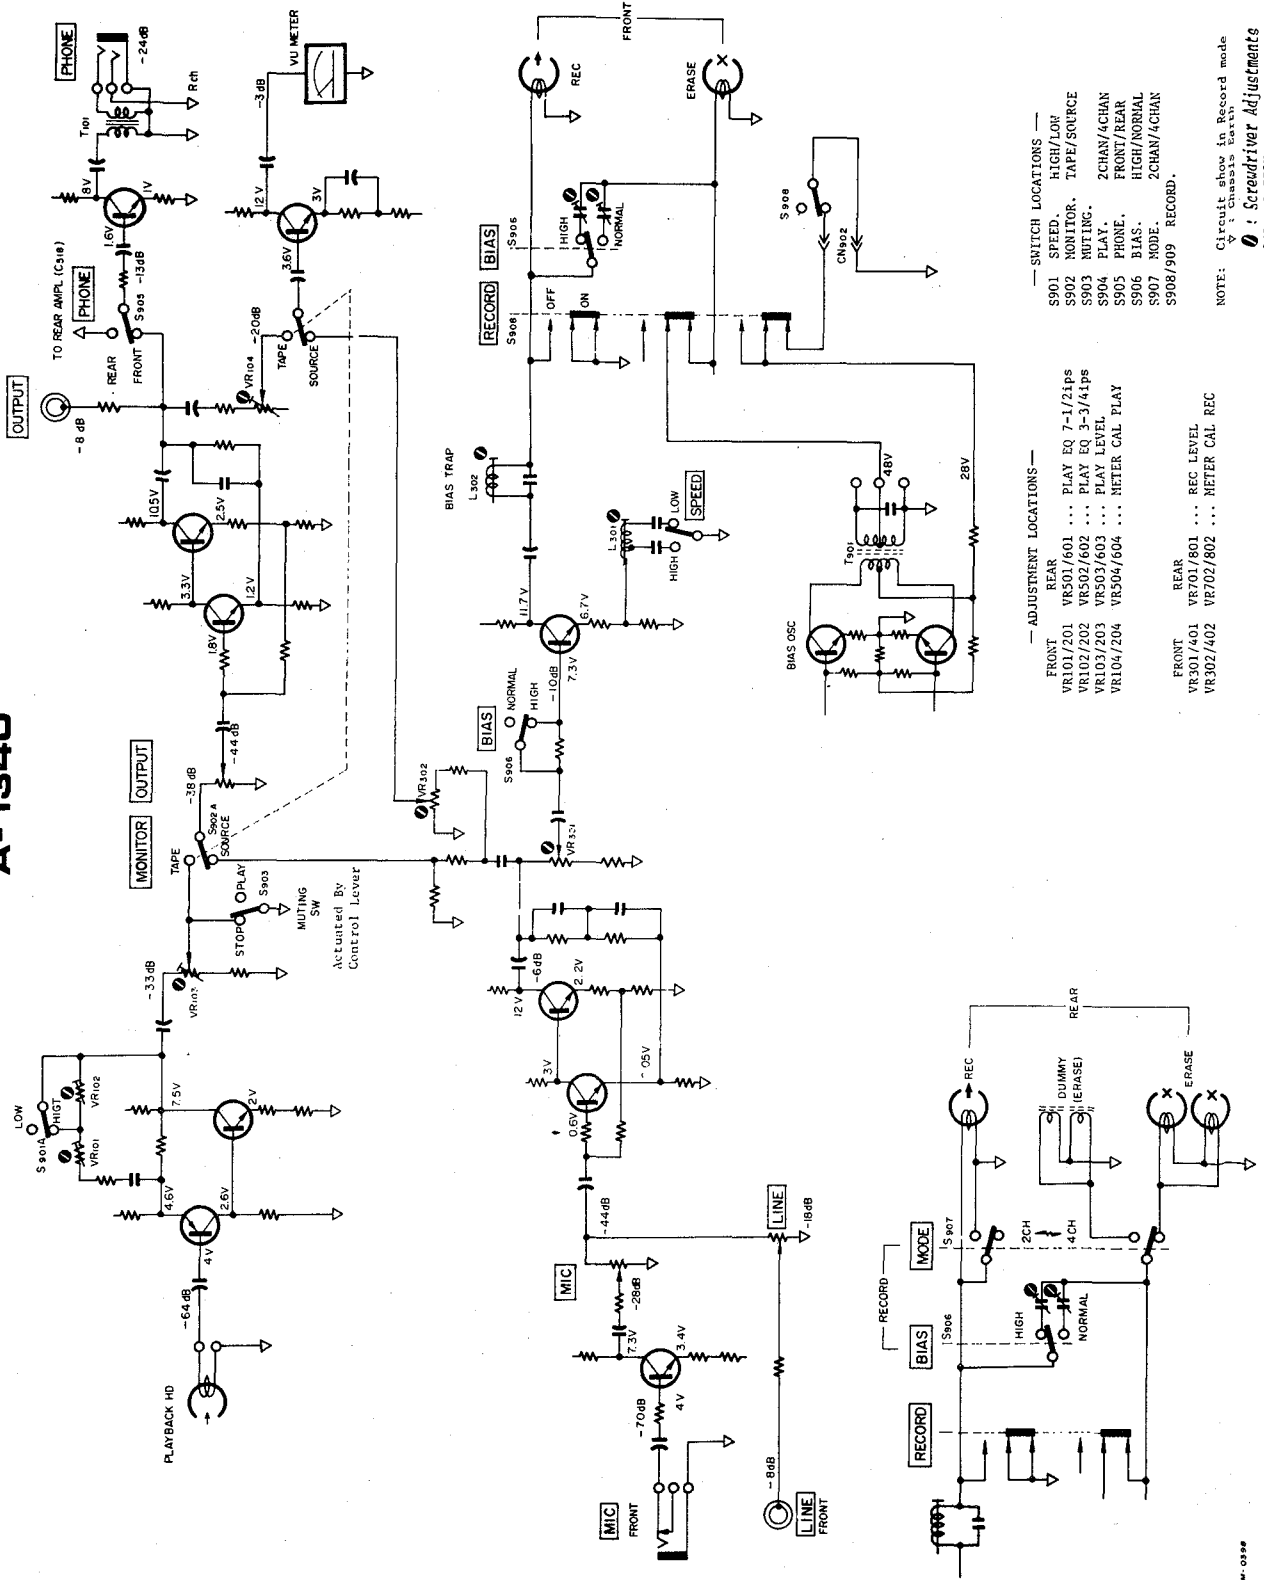 PHONE
-24dB
Rch
T101
8V
1V
1.6V
-13dB
VU METER
-3dB
12V
3V
3.6V
TO REAR AMPL (C518)
PHONE
S905
REAR
FRONT
-20dB
TAPE
SOURCE
VR104
OUTPUT
-8dB
10.5V
2.5V
3.3V
1.2V
1.8V
-44dB
MONITOR
OUTPUT
-38dB
S902A
TAPE
SOURCE
PLAY
STOP
S903
MUTING
SW
Actuated By
Control Lever
-33dB
VR103
LOW
HIGT
S901A
VR102
VR101
7.5V
2V
4.6V
2.6V
4V
-64dB
PLAYBACK HD
FRONT
REC
ERASE
BIAS
S906
HIGH
NORMAL
RECORD
S908
OFF
ON
S908
CN902
BIAS TRAP
L302
11.7V
6.7V
7.3V
-10dB
L301
HIGH
LOW
SPEED
BIAS
S906
NORMAL
HIGH
VR302
VR301
T901
48V
28V
BIAS OSC
-6dB
12V
2.2V
3V
.05V
0.6V
-44dB
LINE
-18dB
MIC
-28dB
7.3V
3.4V
4V
-70dB
MIC
FRONT
-8dB
LINE
FRONT
— SWITCH LOCATIONS —
S901 SPEED. HIGH/LOW
S902 MONITOR. TAPE/SOURCE
S903 MUTING.
S904 PLAY. 2CHAN/4CHAN
S905 PHONE. FRONT/REAR
S906 BIAS. HIGH/NORMAL
S907 MODE. 2CHAN/4CHAN
S908/909 RECORD.
NOTE: Circuit show in Record mode
: Chassis Earth
: Screwdriver Adjustments
— ADJUSTMENT LOCATIONS —
FRONT REAR
VR101/201 VR501/601 ... PLAY EQ 7-1/2ips
VR102/202 VR502/602 ... PLAY EQ 3-3/4ips
VR103/203 VR503/603 ... PLAY LEVEL
VR104/204 VR504/604 ... METER CAL PLAY
FRONT REAR
VR301/401 VR701/801 ... REC LEVEL
VR302/402 VR702/802 ... METER CAL REC
REAR
REC
DUMMY
(ERASE)
ERASE
RECORD
MODE
S907
2CH
4CH
BIAS
S906
HIGH
NORMAL
RECORD